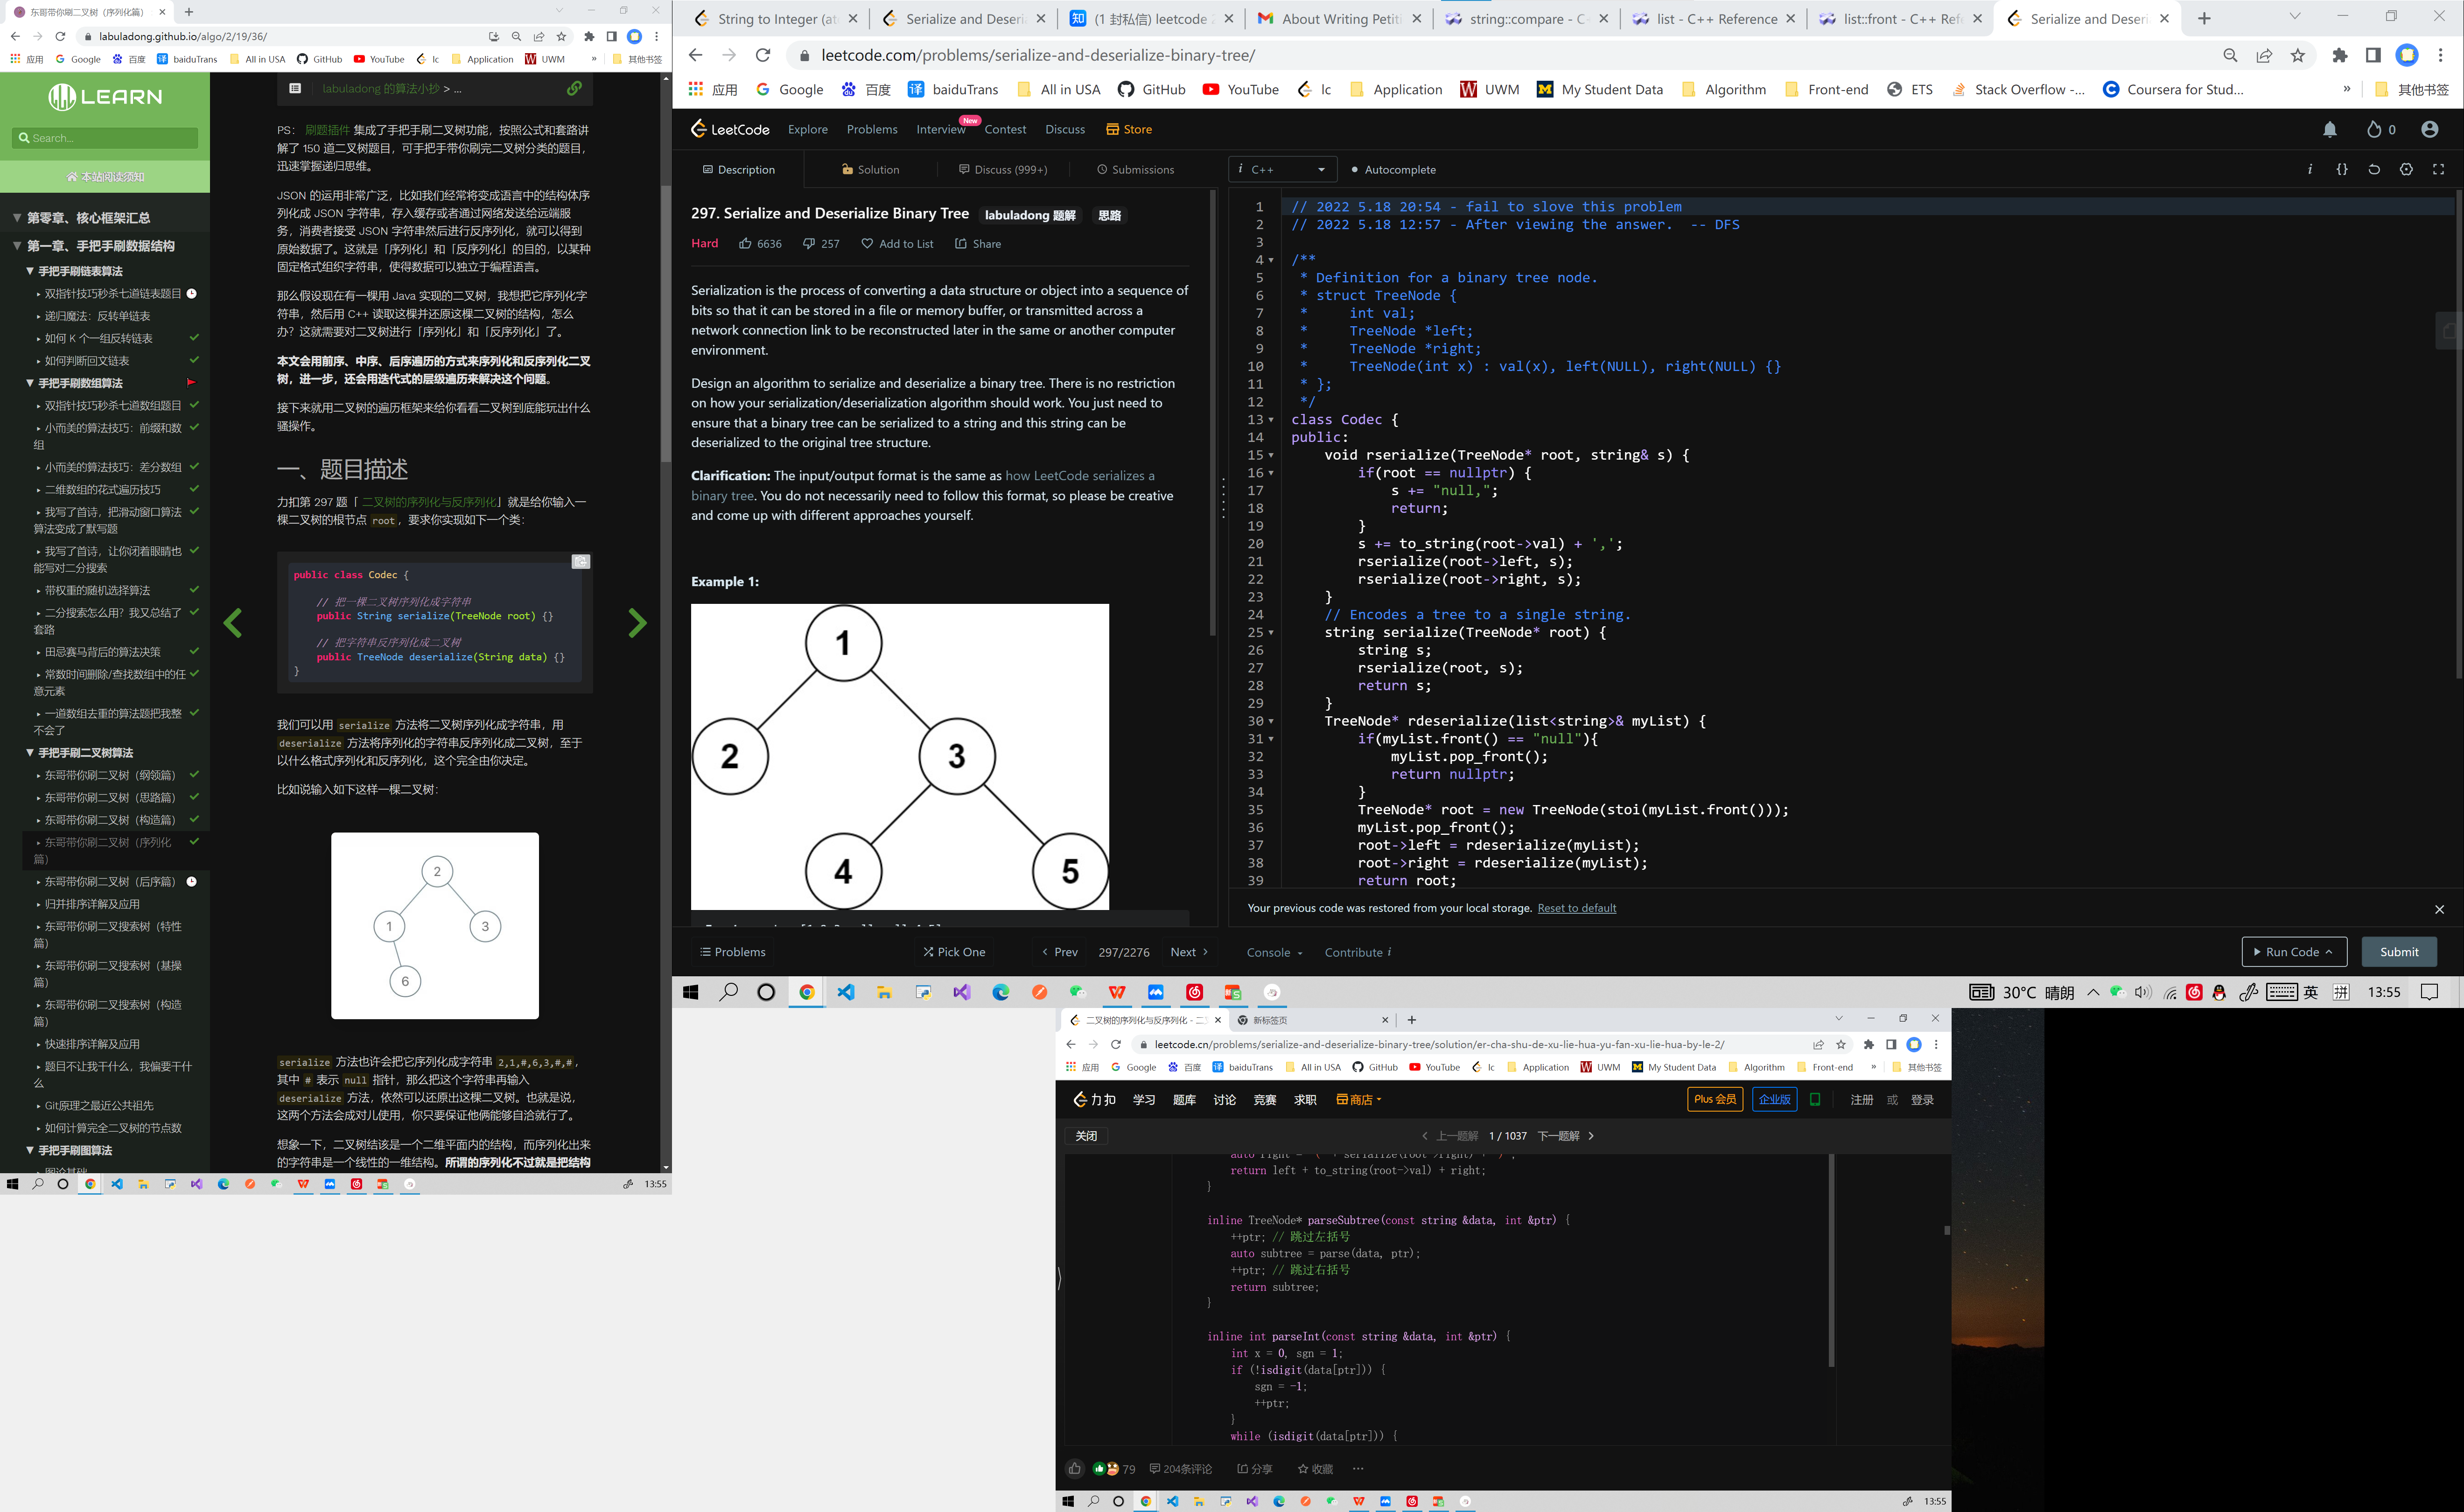 东哥带你刷二叉树（序列化篇）
labuladong.github.io/algo/2/19/36/
应用 Google 百度 baiduTrans All in USA GitHub YouTube lc Application UWM » 其他书签
LEARN
Search...
本站阅读须知
▼ 第零章、核心框架汇总
▼ 第一章、手把手刷数据结构
▼ 手把手刷链表算法
▸ 双指针技巧秒杀七道链表题目
▸ 递归魔法：反转单链表
▸ 如何 K 个一组反转链表
▸ 如何判断回文链表
▼ 手把手刷数组算法
▸ 双指针技巧秒杀七道数组题目
▸ 小而美的算法技巧：前缀和数
组
▸ 小而美的算法技巧：差分数组
▸ 二维数组的花式遍历技巧
▸ 我写了首诗，把滑动窗口算法
算法变成了默写题
▸ 我写了首诗，让你闭着眼睛也
能写对二分搜索
▸ 带权重的随机选择算法
▸ 二分搜索怎么用？我又总结了
套路
▸ 田忌赛马背后的算法决策
▸ 常数时间删除/查找数组中的任
意元素
▸ 一道数组去重的算法题把我整
不会了
▼ 手把手刷二叉树算法
▸ 东哥带你刷二叉树（纲领篇）
▸ 东哥带你刷二叉树（思路篇）
▸ 东哥带你刷二叉树（构造篇）
▸ 东哥带你刷二叉树（序列化
篇）
▸ 东哥带你刷二叉树（后序篇）
▸ 归并排序详解及应用
▸ 东哥带你刷二叉搜索树（特性
篇）
▸ 东哥带你刷二叉搜索树（基操
篇）
▸ 东哥带你刷二叉搜索树（构造
篇）
▸ 快速排序详解及应用
▸ 题目不让我干什么，我偏要干什
么
▸ Git原理之最近公共祖先
▸ 如何计算完全二叉树的节点数
▼ 手把手刷图算法
labuladong 的算法小抄 > ...
PS： 刷题插件 集成了手把手刷二叉树功能，按照公式和套路讲
解了 150 道二叉树题目，可手把手带你刷完二叉树分类的题目，
迅速掌握递归思维。
JSON 的运用非常广泛，比如我们经常将变成语言中的结构体序
列化成 JSON 字符串，存入缓存或者通过网络发送给远端服
务，消费者接受 JSON 字符串然后进行反序列化，就可以得到
原始数据了。这就是「序列化」和「反序列化」的目的，以某种
固定格式组织字符串，使得数据可以独立于编程语言。
那么假设现在有一棵用 Java 实现的二叉树，我想把它序列化字
符串，然后用 C++ 读取这棵并还原这棵二叉树的结构，怎么
办？这就需要对二叉树进行「序列化」和「反序列化」了。
本文会用前序、中序、后序遍历的方式来序列化和反序列化二叉
树，进一步，还会用迭代式的层级遍历来解决这个问题。
接下来就用二叉树的遍历框架来给你看看二叉树到底能玩出什么
骚操作。
一、题目描述
力扣第 297 题「 二叉树的序列化与反序列化」就是给你输入一
棵二叉树的根节点 root，要求你实现如下一个类：
public class Codec {
// 把一棵二叉树序列化成字符串
public String serialize(TreeNode root) {}
// 把字符串反序列化成二叉树
public TreeNode deserialize(String data) {}
}
我们可以用 serialize 方法将二叉树序列化成字符串，用
deserialize 方法将序列化的字符串反序列化成二叉树，至于
以什么格式序列化和反序列化，这个完全由你决定。
比如说输入如下这样一棵二叉树：
2
1 3
6
serialize 方法也许会把它序列化成字符串 2,1,#,6,3,#,#，
其中 # 表示 null 指针，那么把这个字符串再输入
deserialize 方法，依然可以还原出这棵二叉树。也就是说，
这两个方法会成对儿使用，你只要保证他俩能够自洽就行了。
想象一下，二叉树结该是一个二维平面内的结构，而序列化出来
的字符串是一个线性的一维结构。所谓的序列化不过就是把结构
13:55
String to Integer (at Serialize and Deseri (1 封私信) leetcode About Writing Petiti string::compare - C list - C++ Reference list::front - C++ Ref Serialize and Deseri
leetcode.com/problems/serialize-and-deserialize-binary-tree/
应用 Google 百度 baiduTrans All in USA GitHub YouTube lc Application UWM My Student Data Algorithm Front-end ETS Stack Overflow -... Coursera for Stud... » 其他书签
LeetCode Explore Problems Interview New Contest Discuss Store 0
Description Solution Discuss (999+) Submissions
297. Serialize and Deserialize Binary Tree labuladong 题解 思路
Hard 6636 257 Add to List Share
Serialization is the process of converting a data structure or object into a sequence of
bits so that it can be stored in a file or memory buffer, or transmitted across a
network connection link to be reconstructed later in the same or another computer
environment.
Design an algorithm to serialize and deserialize a binary tree. There is no restriction
on how your serialization/deserialization algorithm should work. You just need to
ensure that a binary tree can be serialized to a string and this string can be
deserialized to the original tree structure.
Clarification: The input/output format is the same as how LeetCode serializes a
binary tree. You do not necessarily need to follow this format, so please be creative
and come up with different approaches yourself.
Example 1:
1
2 3
4 5
Problems Pick One Prev 297/2276 Next
i C++ Autocomplete
1 // 2022 5.18 20:54 - fail to slove this problem
2 // 2022 5.18 12:57 - After viewing the answer.  -- DFS
3
4 /**
5  * Definition for a binary tree node.
6  * struct TreeNode {
7  *     int val;
8  *     TreeNode *left;
9  *     TreeNode *right;
10  *     TreeNode(int x) : val(x), left(NULL), right(NULL) {}
11  * };
12  */
13 class Codec {
14 public:
15     void rserialize(TreeNode* root, string& s) {
16         if(root == nullptr) {
17             s += "null,";
18             return;
19         }
20         s += to_string(root->val) + ',';
21         rserialize(root->left, s);
22         rserialize(root->right, s);
23     }
24     // Encodes a tree to a single string.
25     string serialize(TreeNode* root) {
26         string s;
27         rserialize(root, s);
28         return s;
29     }
30     TreeNode* rdeserialize(list<string>& myList) {
31         if(myList.front() == "null"){
32             myList.pop_front();
33             return nullptr;
34         }
35         TreeNode* root = new TreeNode(stoi(myList.front()));
36         myList.pop_front();
37         root->left = rdeserialize(myList);
38         root->right = rdeserialize(myList);
39         return root;
Your previous code was restored from your local storage. Reset to default
Console Contribute i Run Code Submit
30°C 晴朗 英 拼 13:55
二叉树的序列化与反序列化 - 二 新标签页
leetcode.cn/problems/serialize-and-deserialize-binary-tree/solution/er-cha-shu-de-xu-lie-hua-yu-fan-xu-lie-hua-by-le-2/
应用 Google 百度 baiduTrans All in USA GitHub YouTube lc Application UWM My Student Data Algorithm Front-end » 其他书签
力扣 学习 题库 讨论 竞赛 求职 商店 Plus 会员 企业版 注册 或 登录
关闭 上一题解 1 / 1037 下一题解
return left + to_string(root->val) + right;
}
inline TreeNode* parseSubtree(const string &data, int &ptr) {
++ptr; // 跳过左括号
auto subtree = parse(data, ptr);
++ptr; // 跳过右括号
return subtree;
}
inline int parseInt(const string &data, int &ptr) {
int x = 0, sgn = 1;
if (!isdigit(data[ptr])) {
sgn = -1;
++ptr;
}
while (isdigit(data[ptr])) {
79 204条评论 分享 收藏
13:55